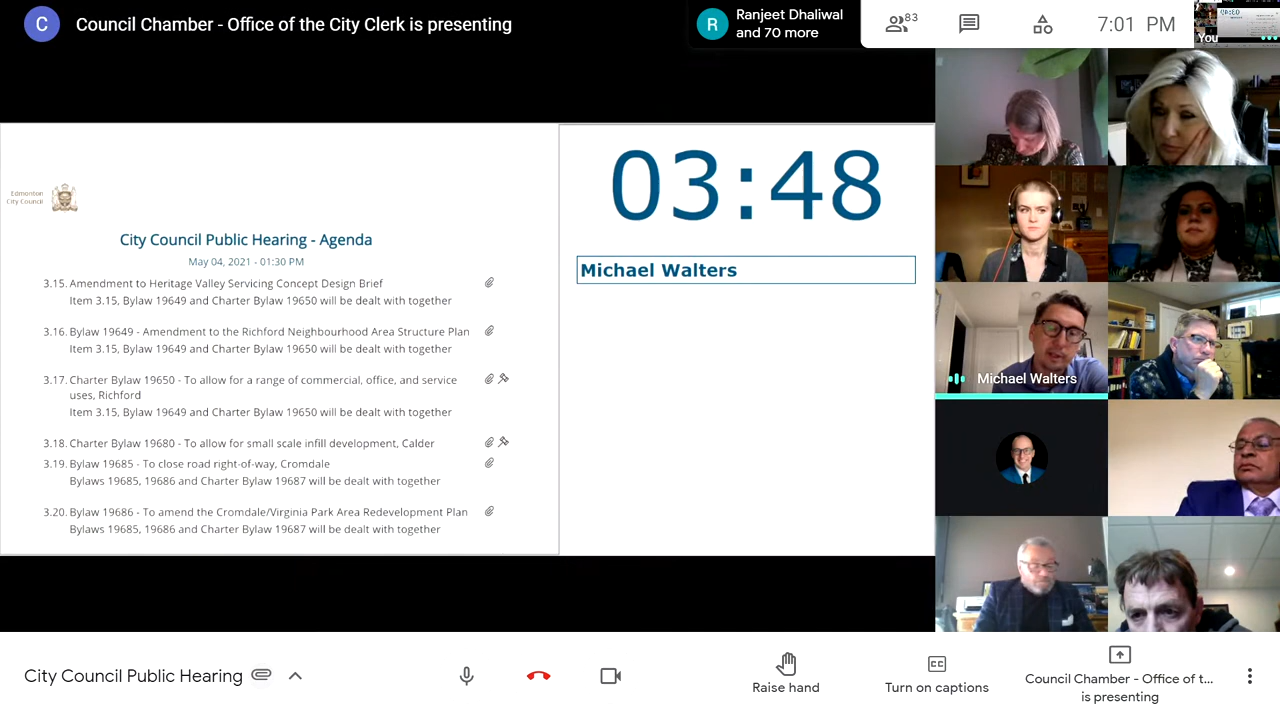 C
Council Chamber - Office of the City Clerk is presenting
R
Ranjeet Dhaliwal
and 70 more
83
7:01 PM
You
Edmonton
City Council
City Council Public Hearing - Agenda
May 04, 2021 - 01:30 PM
3.15. Amendment to Heritage Valley Servicing Concept Design Brief
Item 3.15, Bylaw 19649 and Charter Bylaw 19650 will be dealt with together
3.16. Bylaw 19649 - Amendment to the Richford Neighbourhood Area Structure Plan
Item 3.15, Bylaw 19649 and Charter Bylaw 19650 will be dealt with together
3.17. Charter Bylaw 19650 - To allow for a range of commercial, office, and service
uses, Richford
Item 3.15, Bylaw 19649 and Charter Bylaw 19650 will be dealt with together
3.18. Charter Bylaw 19680 - To allow for small scale infill development, Calder
3.19. Bylaw 19685 - To close road right-of-way, Cromdale
Bylaws 19685, 19686 and Charter Bylaw 19687 will be dealt with together
3.20. Bylaw 19686 - To amend the Cromdale/Virginia Park Area Redevelopment Plan
Bylaws 19685, 19686 and Charter Bylaw 19687 will be dealt with together
03:48
Michael Walters
Michael Walters
City Council Public Hearing
Raise hand
Turn on captions
Council Chamber - Office of t...
is presenting